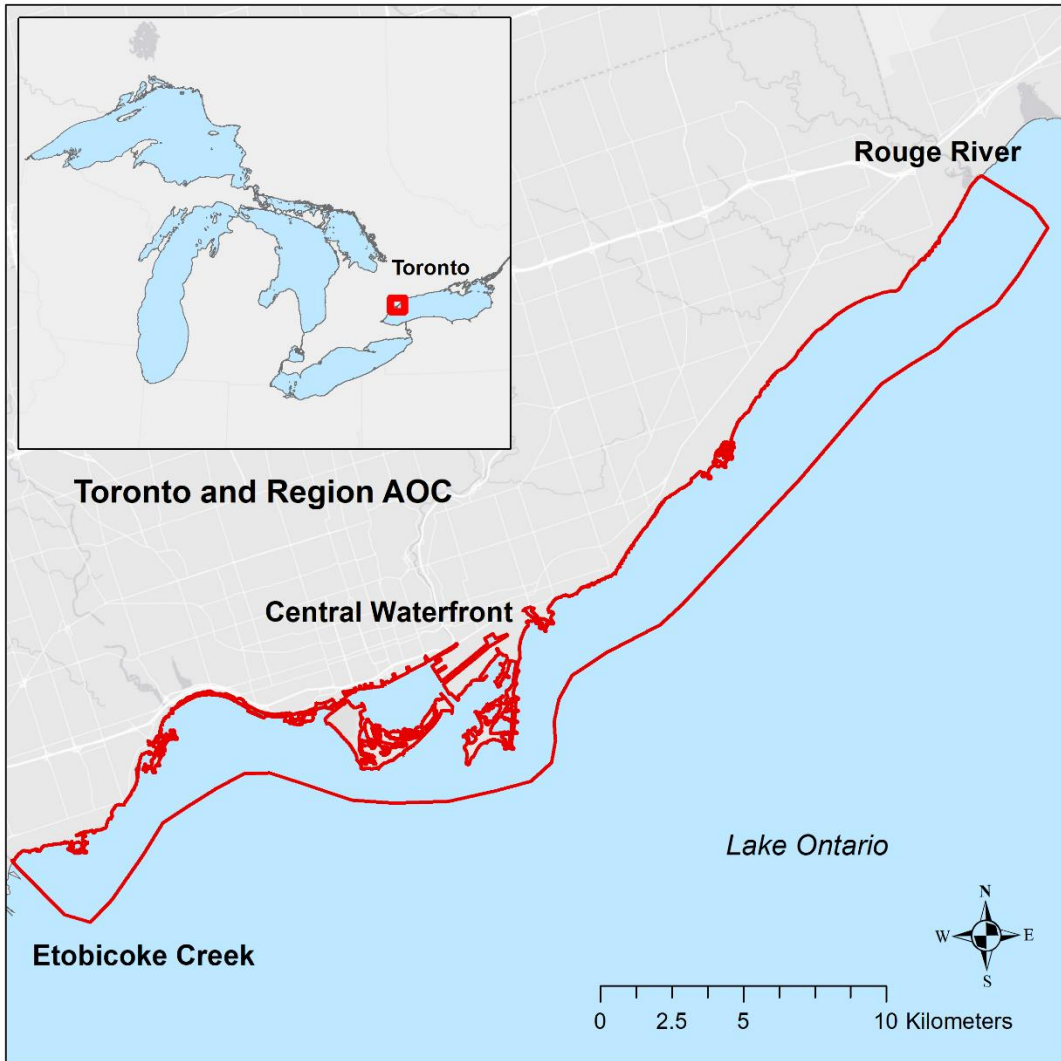 Toronto
Rouge River
Toronto and Region AOC
Central Waterfront
Lake Ontario
Etobicoke Creek
N
W E
S
0 2.5 5 10 Kilometers